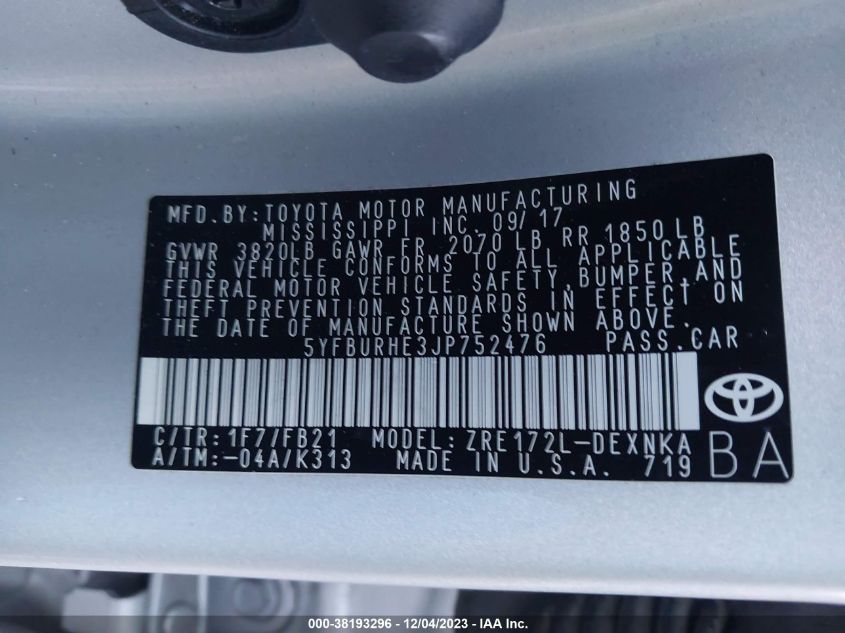 MFD.BY:TOYOTA MOTOR MANUFACTURING
MISSISSIPPI INC. 09/17
GVWR 3820LB GAWR FR 2070 LB RR 1850LB
THIS VEHICLE CONFORMS TO ALL APPLICABLE
FEDERAL MOTOR VEHICLE SAFETY,BUMPER,AND
THEFT PREVENTION STANDARDS IN EFFECT ON
THE DATE OF MANUFACTURE SHOWN ABOVE.
5YFBURHE3JP752476 PASS.CAR
C/TR:1F7/FB21 MODEL:ZRE172L-DEXNKA
A/TM:-04A/K313 MADE IN U.S.A. 719
BA
000-38193296 - 12/04/2023 - IAA Inc.